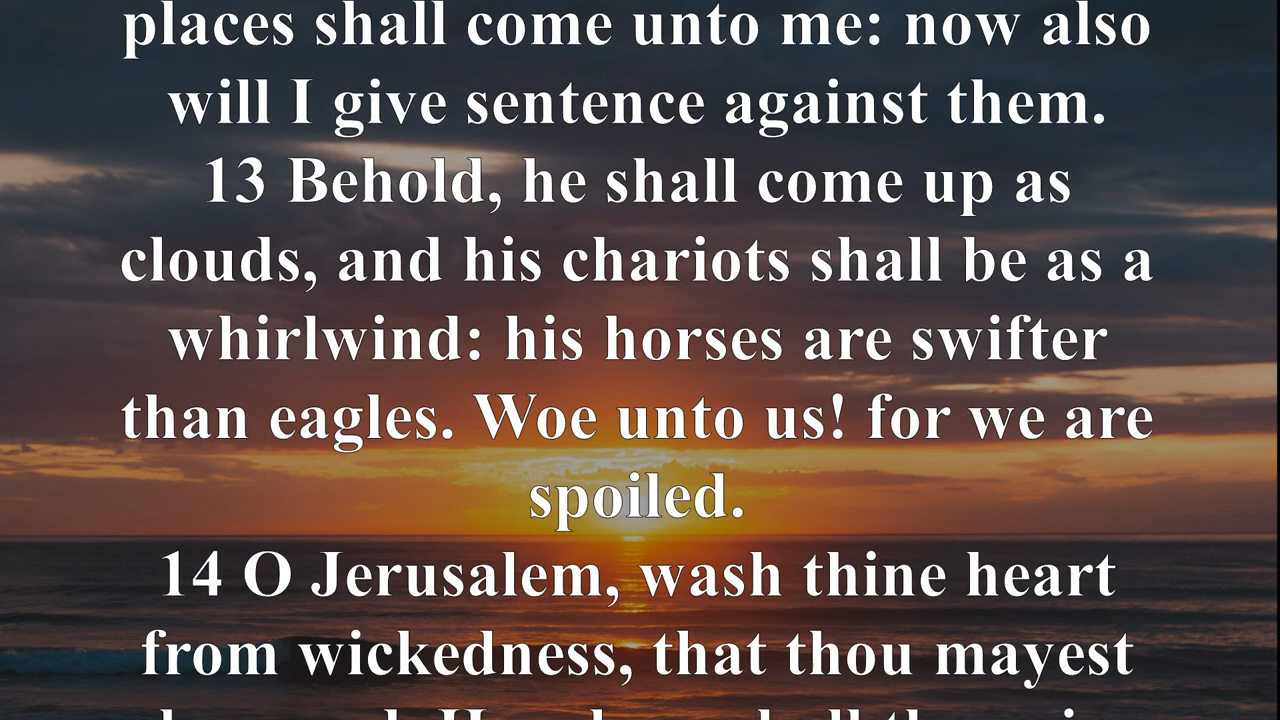 places shall come unto me: now also
will I give sentence against them.
13 Behold, he shall come up as
clouds, and his chariots shall be as a
whirlwind: his horses are swifter
than eagles. Woe unto us! for we are
spoiled.
14 O Jerusalem, wash thine heart
from wickedness, that thou mayest